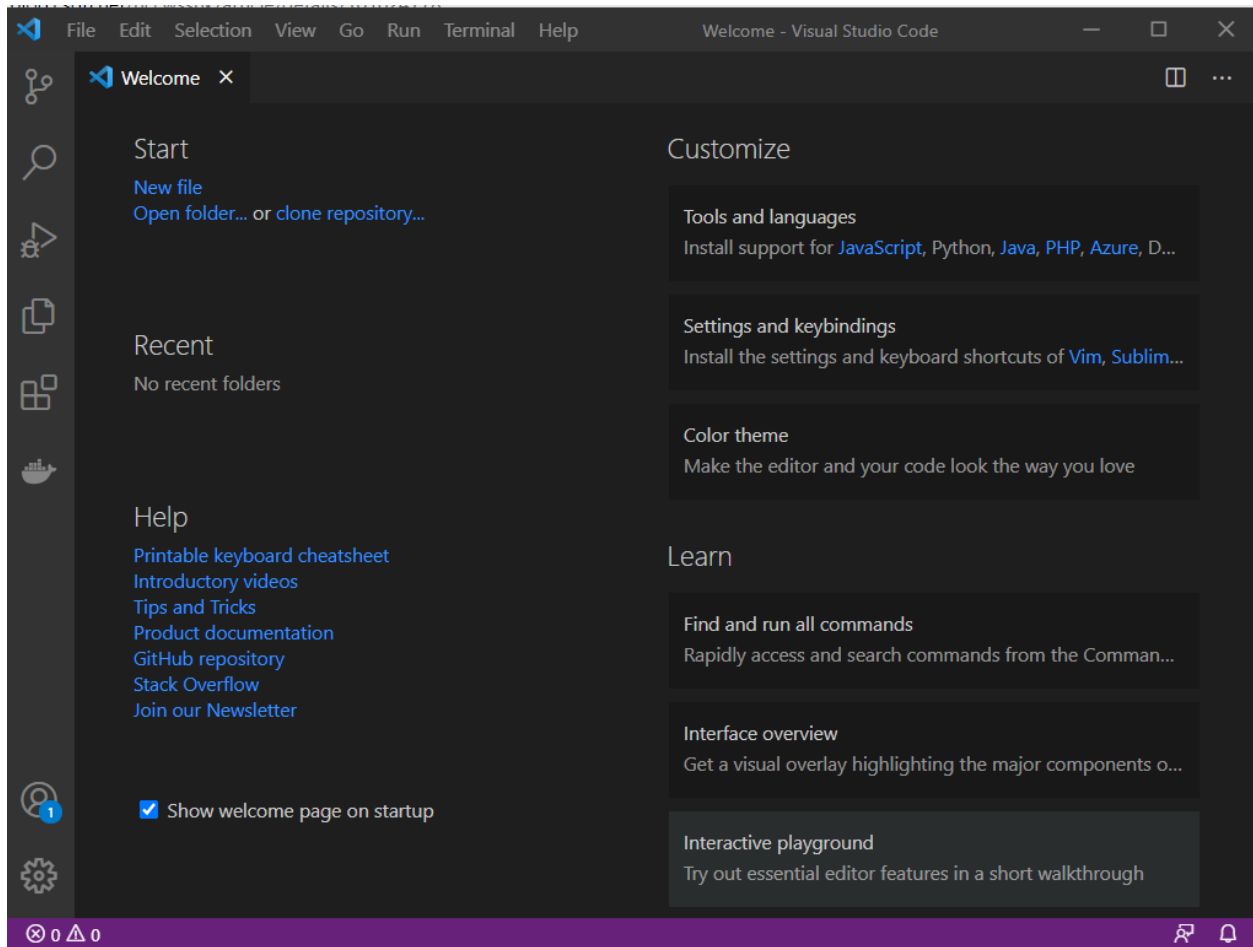 File Edit Selection View Go Run Terminal Help Welcome - Visual Studio Code
Welcome
Start
New file
Open folder... or clone repository...
Recent
No recent folders
Help
Printable keyboard cheatsheet
Introductory videos
Tips and Tricks
Product documentation
GitHub repository
Stack Overflow
Join our Newsletter
Show welcome page on startup
Customize
Tools and languages
Install support for JavaScript, Python, Java, PHP, Azure, D...
Settings and keybindings
Install the settings and keyboard shortcuts of Vim, Sublim...
Color theme
Make the editor and your code look the way you love
Learn
Find and run all commands
Rapidly access and search commands from the Comman...
Interface overview
Get a visual overlay highlighting the major components o...
Interactive playground
Try out essential editor features in a short walkthrough
1
0 0